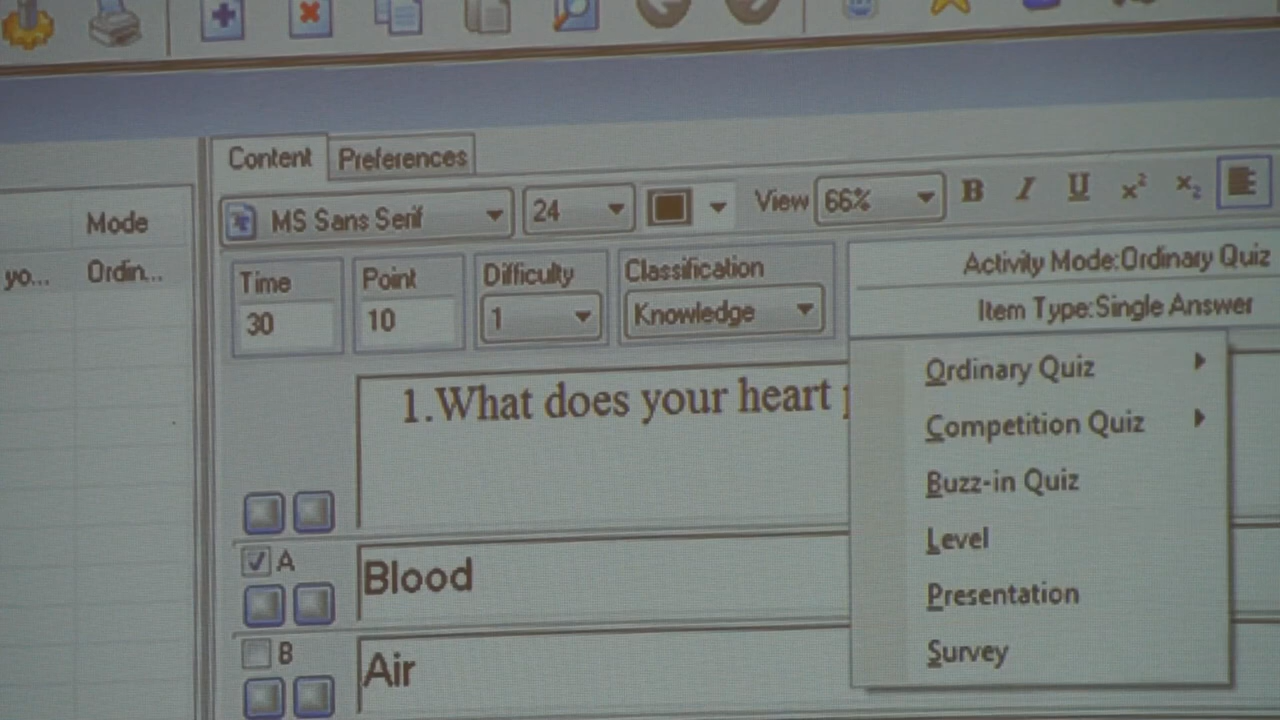 Content Preferences
Mode
MS Sans Serif 24 View 66% B I U x² x₂
yo... Ordin...
Time Point Difficulty Classification
Activity Mode:Ordinary Quiz
30 10 1 Knowledge
Item Type:Single Answer
1.What does your heart
Ordinary Quiz
Competition Quiz
Buzz-in Quiz
Level
Presentation
Survey
A Blood
B Air